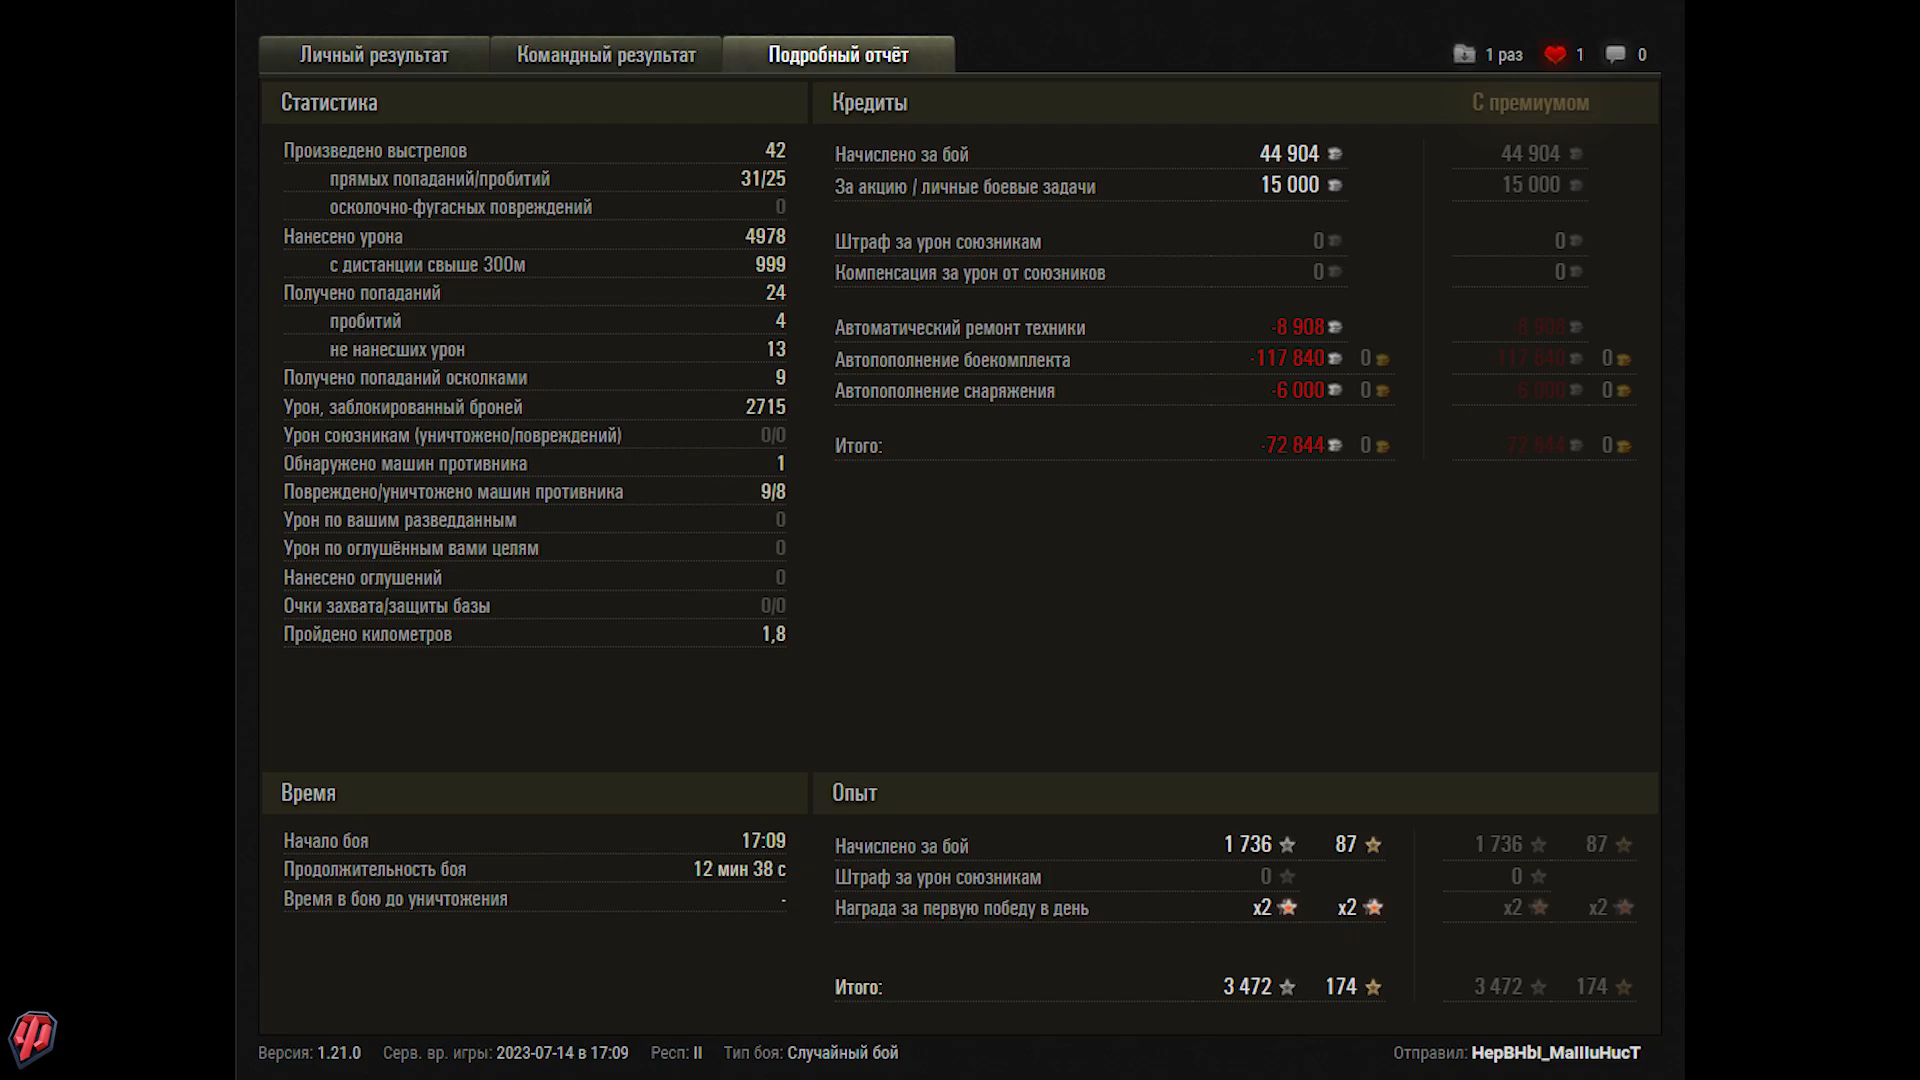 Личный результат
Командный результат
Подробный отчёт
1 раз
1
0
Статистика
Произведено выстрелов 42
прямых попаданий/пробитий 31/25
осколочно-фугасных повреждений 0
Нанесено урона 4978
с дистанции свыше 300м 999
Получено попаданий 24
пробитий 4
не нанесших урон 13
Получено попаданий осколками 9
Урон, заблокированный броней 2715
Урон союзникам (уничтожено/повреждений) 0/0
Обнаружено машин противника 1
Повреждено/уничтожено машин противника 9/8
Урон по вашим разведданным 0
Урон по оглушённым вами целям 0
Нанесено оглушений 0
Очки захвата/защиты базы 0/0
Пройдено километров 1,8
Кредиты С премиумом
Начислено за бой 44 904 44 904
За акцию / личные боевые задачи 15 000 15 000
Штраф за урон союзникам 0 0
Компенсация за урон от союзников 0 0
Автоматический ремонт техники -8 908 -8 908
Автопополнение боекомплекта -117 840 0 -117 840 0
Автопополнение снаряжения -6 000 0 -6 000 0
Итого: -72 844 0 -72 844 0
Время
Начало боя 17:09
Продолжительность боя 12 мин 38 с
Время в бою до уничтожения -
Опыт
Начислено за бой 1 736 87 1 736 87
Штраф за урон союзникам 0 0
Награда за первую победу в день x2 x2 x2 x2
Итого: 3 472 174 3 472 174
Версия: 1.21.0 Серв. вр. игры: 2023-07-14 в 17:09 Респ: II Тип боя: Случайный бой Отправил: HepBHbI_MaIIIuHucT